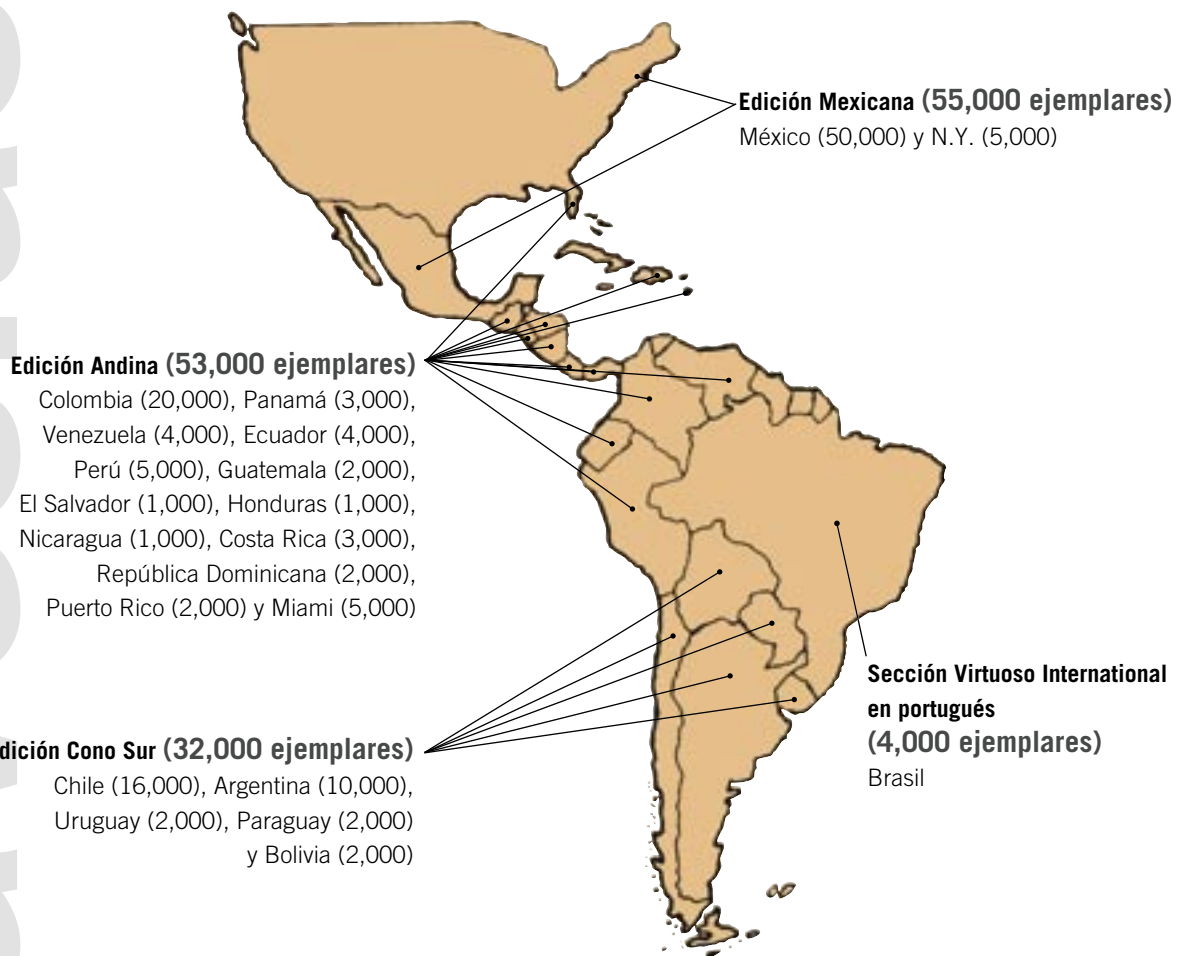 Edición Mexicana (55,000 ejemplares)
México (50,000) y N.Y. (5,000)
Edición Andina (53,000 ejemplares)
Colombia (20,000), Panamá (3,000),
Venezuela (4,000), Ecuador (4,000),
Perú (5,000), Guatemala (2,000),
El Salvador (1,000), Honduras (1,000),
Nicaragua (1,000), Costa Rica (3,000),
República Dominicana (2,000),
Puerto Rico (2,000) y Miami (5,000)
Edición Cono Sur (32,000 ejemplares)
Chile (16,000), Argentina (10,000),
Uruguay (2,000), Paraguay (2,000)
y Bolivia (2,000)
Sección Virtuoso International
en portugués
(4,000 ejemplares)
Brasil